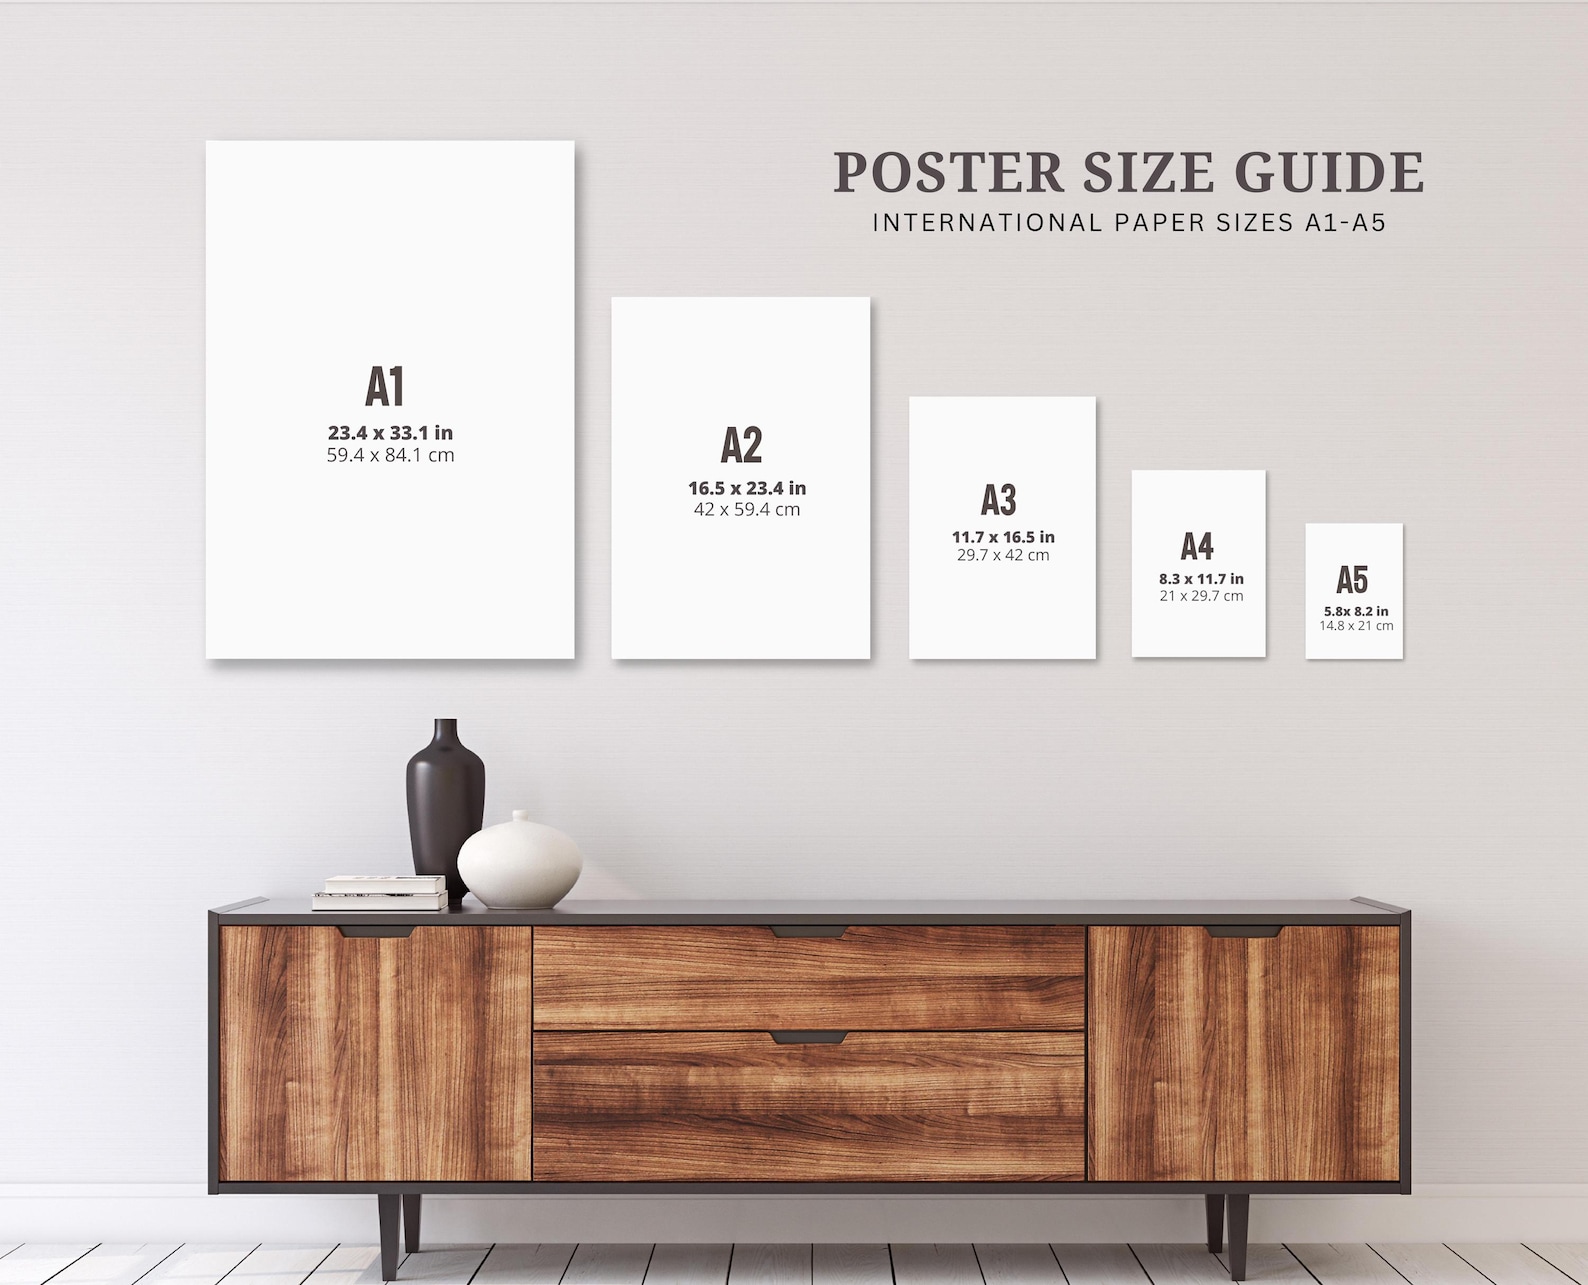 POSTER SIZE GUIDE
INTERNATIONAL PAPER SIZES A1-A5
A1
23.4 x 33.1 in
59.4 x 84.1 cm
A2
16.5 x 23.4 in
42 x 59.4 cm
A3
11.7 x 16.5 in
29.7 x 42 cm
A4
8.3 x 11.7 in
21 x 29.7 cm
A5
5.8x 8.2 in
14.8 x 21 cm